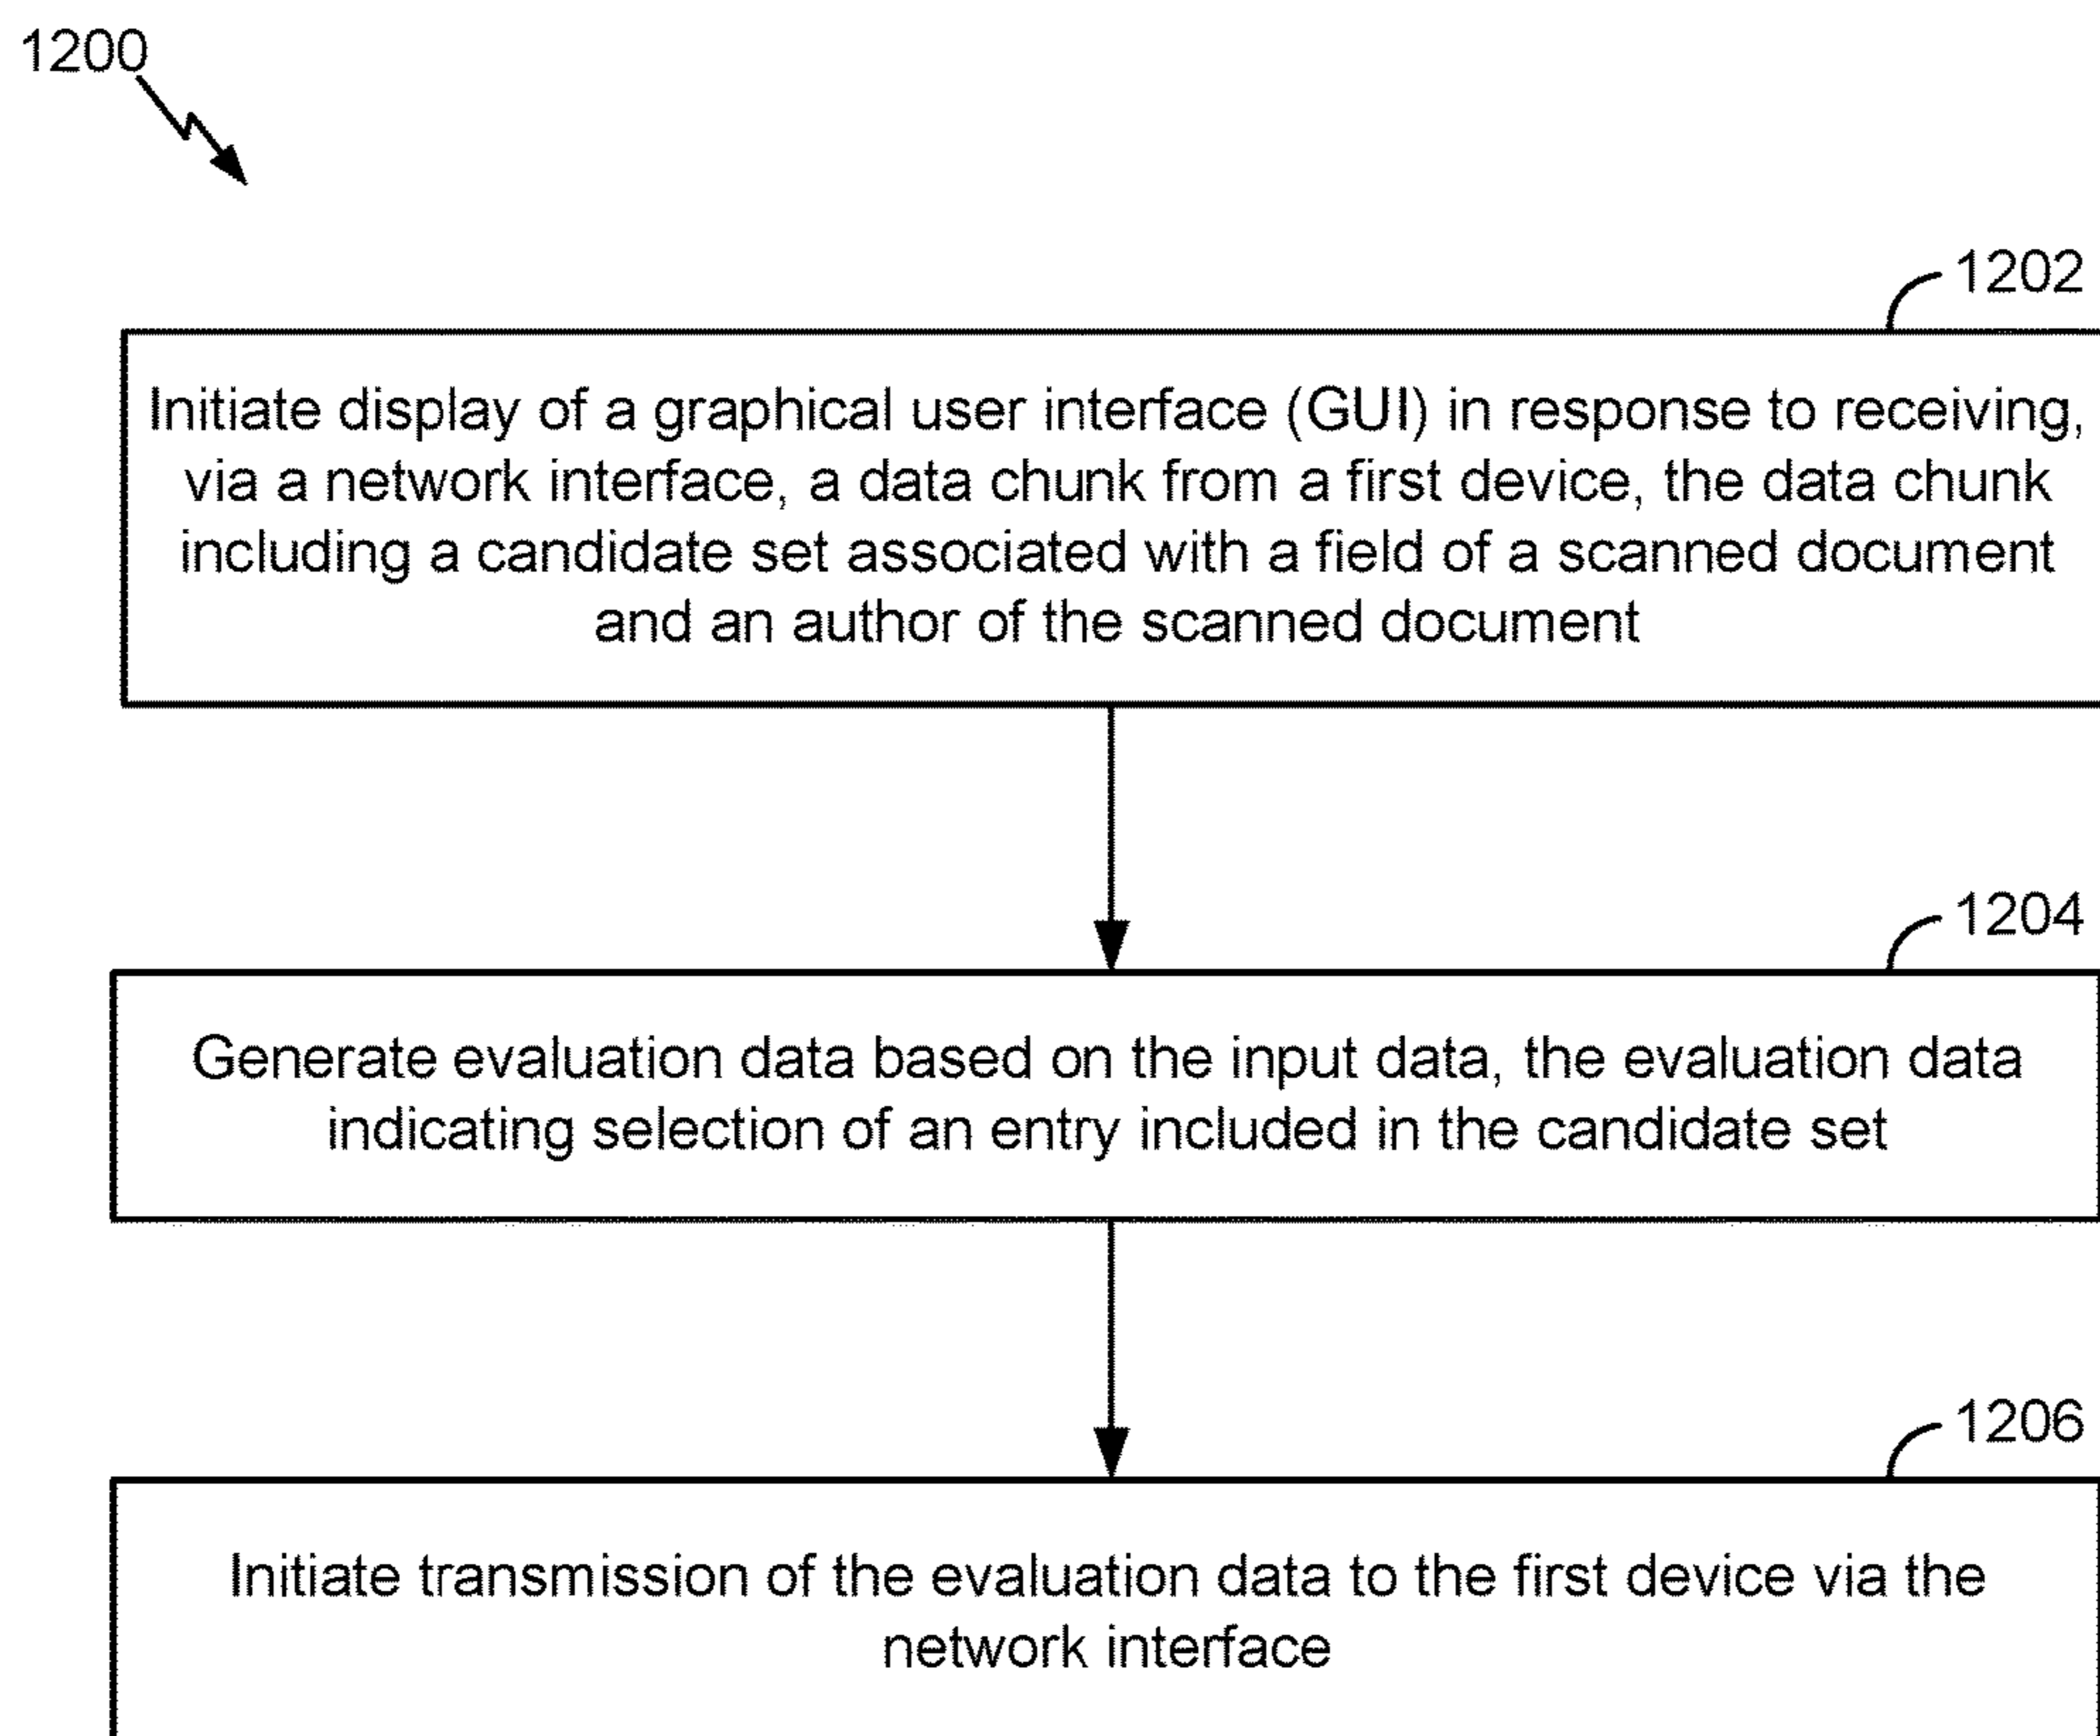 1200
1202
Initiate display of a graphical user interface (GUI) in response to receiving,
via a network interface, a data chunk from a first device, the data chunk
including a candidate set associated with a field of a scanned document
and an author of the scanned document
1204
Generate evaluation data based on the input data, the evaluation data
indicating selection of an entry included in the candidate set
1206
Initiate transmission of the evaluation data to the first device via the
network interface